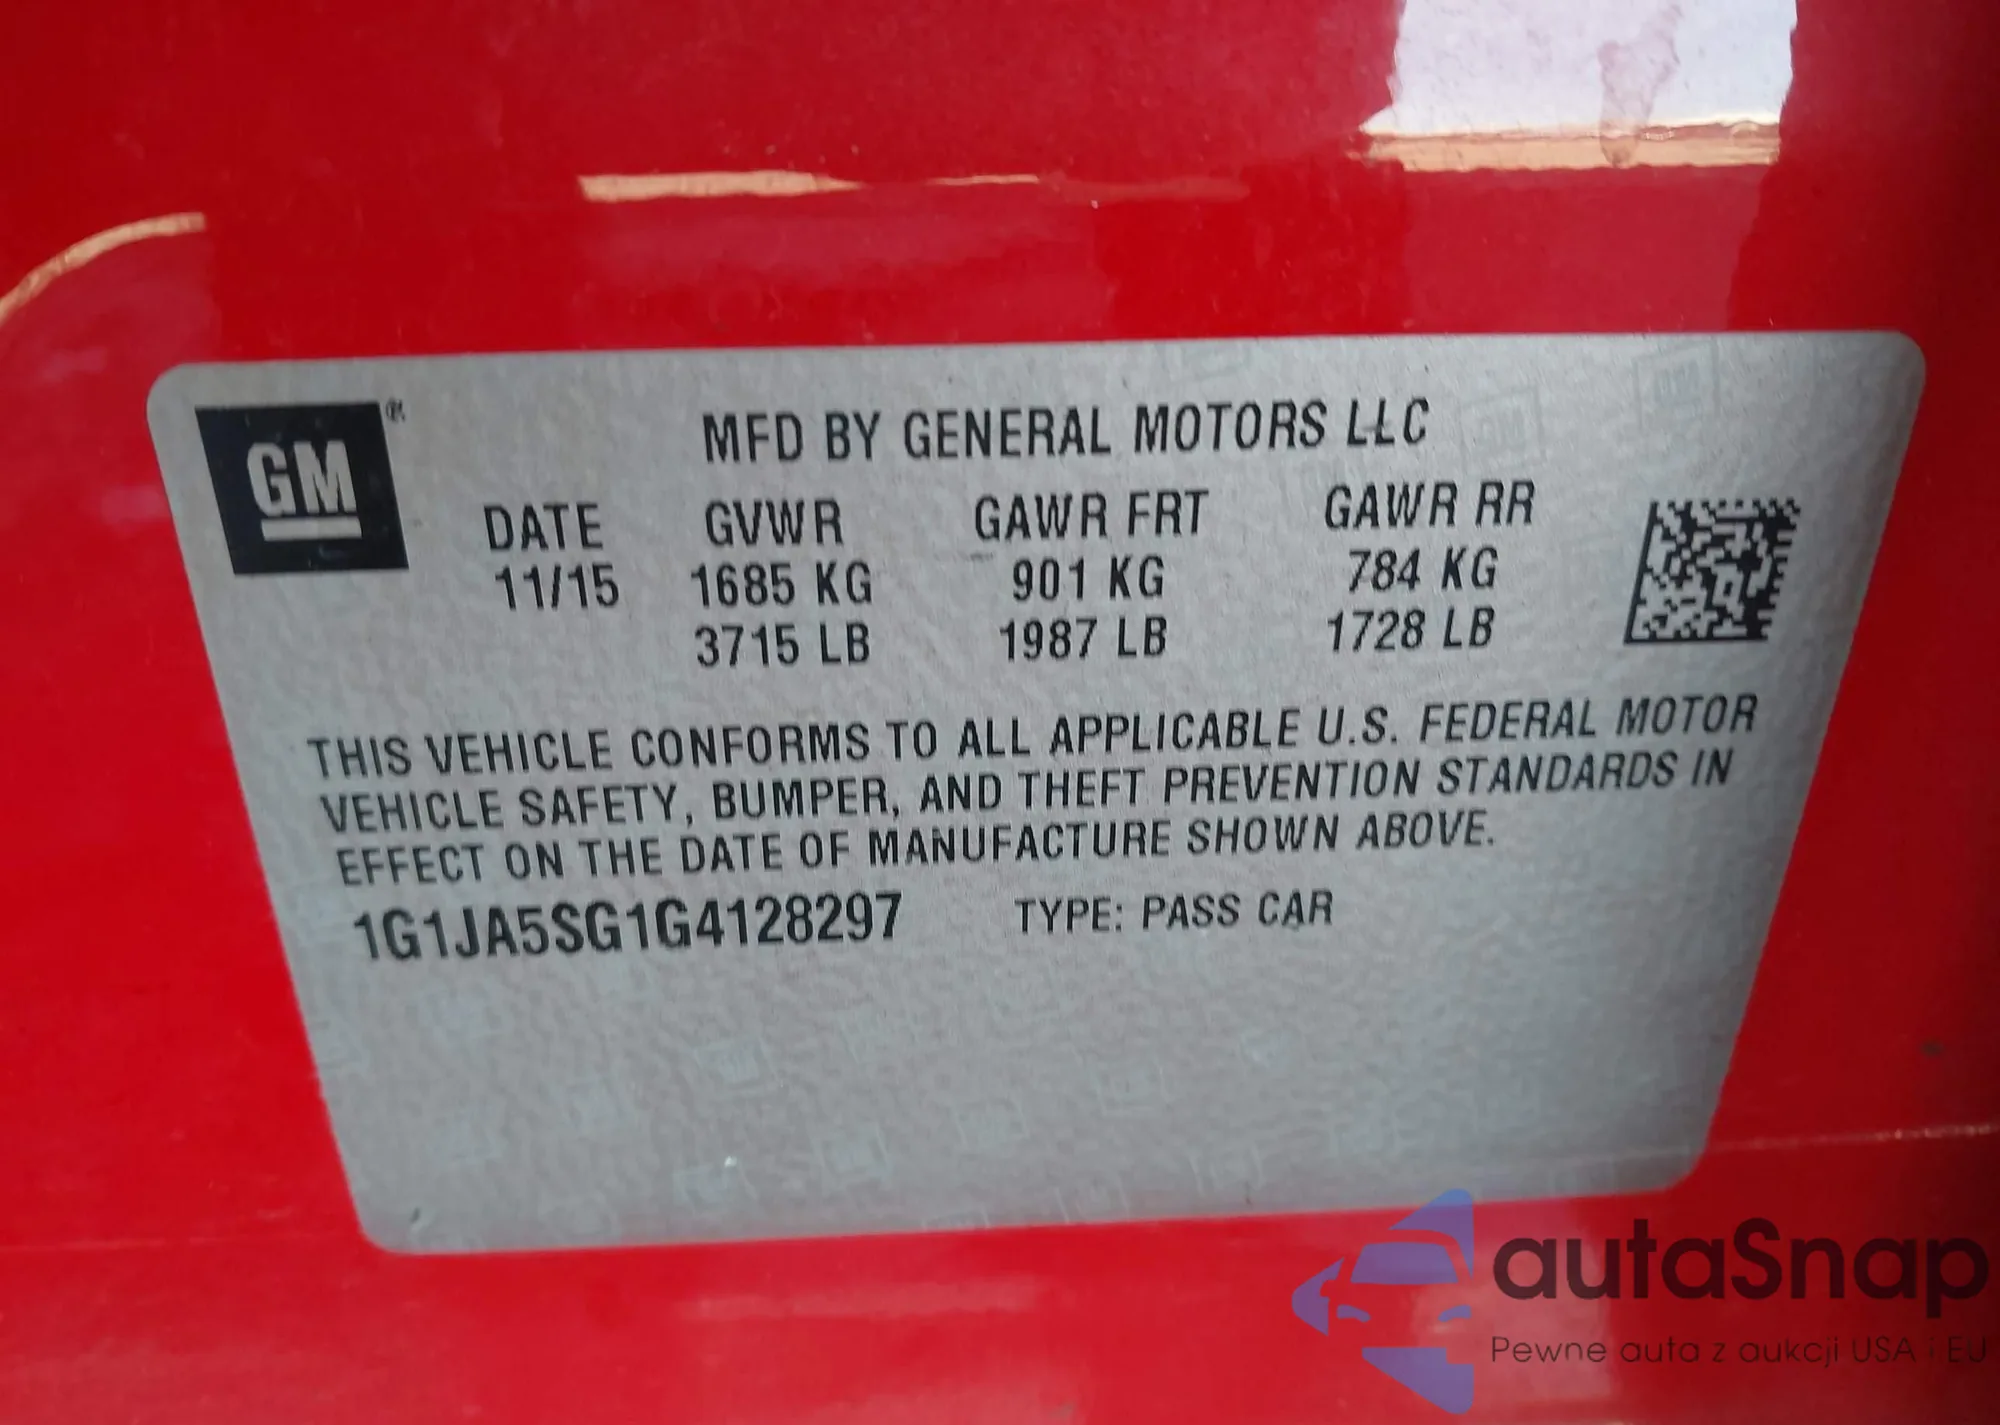 GM®
MFD BY GENERAL MOTORS LLC
DATE GVWR GAWR FRT GAWR RR
11/15 1685 KG 901 KG 784 KG
3715 LB 1987 LB 1728 LB
THIS VEHICLE CONFORMS TO ALL APPLICABLE U.S. FEDERAL MOTOR
VEHICLE SAFETY, BUMPER, AND THEFT PREVENTION STANDARDS IN
EFFECT ON THE DATE OF MANUFACTURE SHOWN ABOVE.
1G1JA5SG1G4128297 TYPE: PASS CAR
autaSnap
Pewne auta z aukcji USA i EU